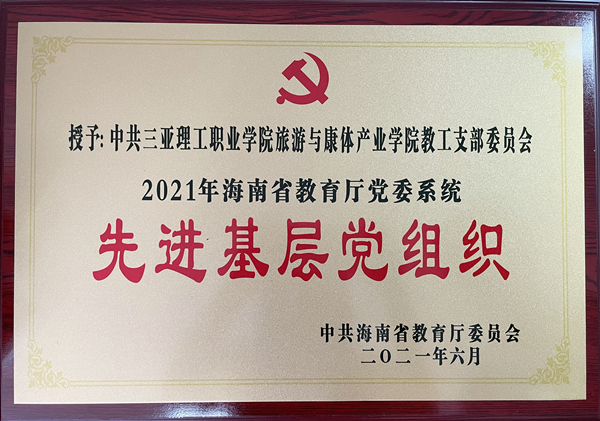 授予：中共三亚理工职业学院旅游与康体产业学院教工支部委员会
2021年海南省教育厅党委系统
先进基层党组织
中共海南省教育厅委员会
二〇二一年六月